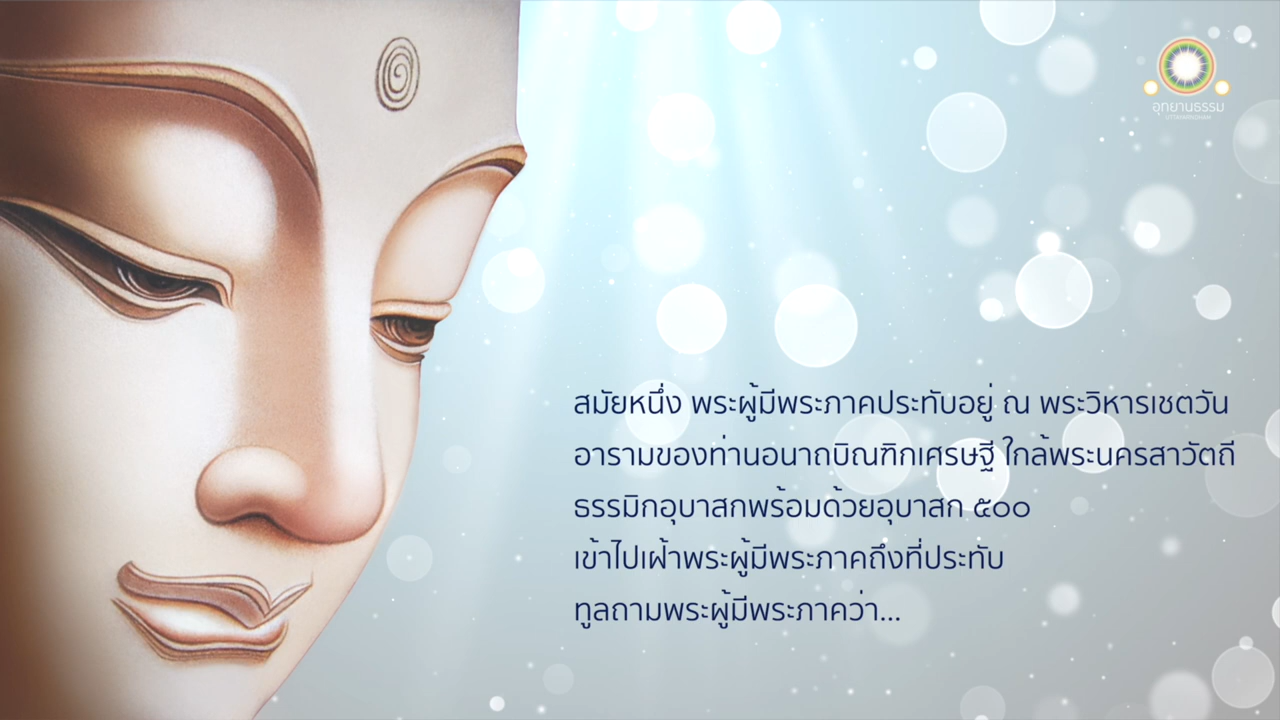 อุทยานธรรม
UTTAYARNDHAM
สมัยหนึ่ง พระผู้มีพระภาคประทับอยู่ ณ พระวิหารเชตวัน
อารามของท่านอนาถบิณฑิกเศรษฐี ใกล้พระนครสาวัตถี
ธรรมิกอุบาสกพร้อมด้วยอุบาสก ๕๐๐
เข้าไปเฝ้าพระผู้มีพระภาคถึงที่ประทับ
ทูลถามพระผู้มีพระภาคว่า...